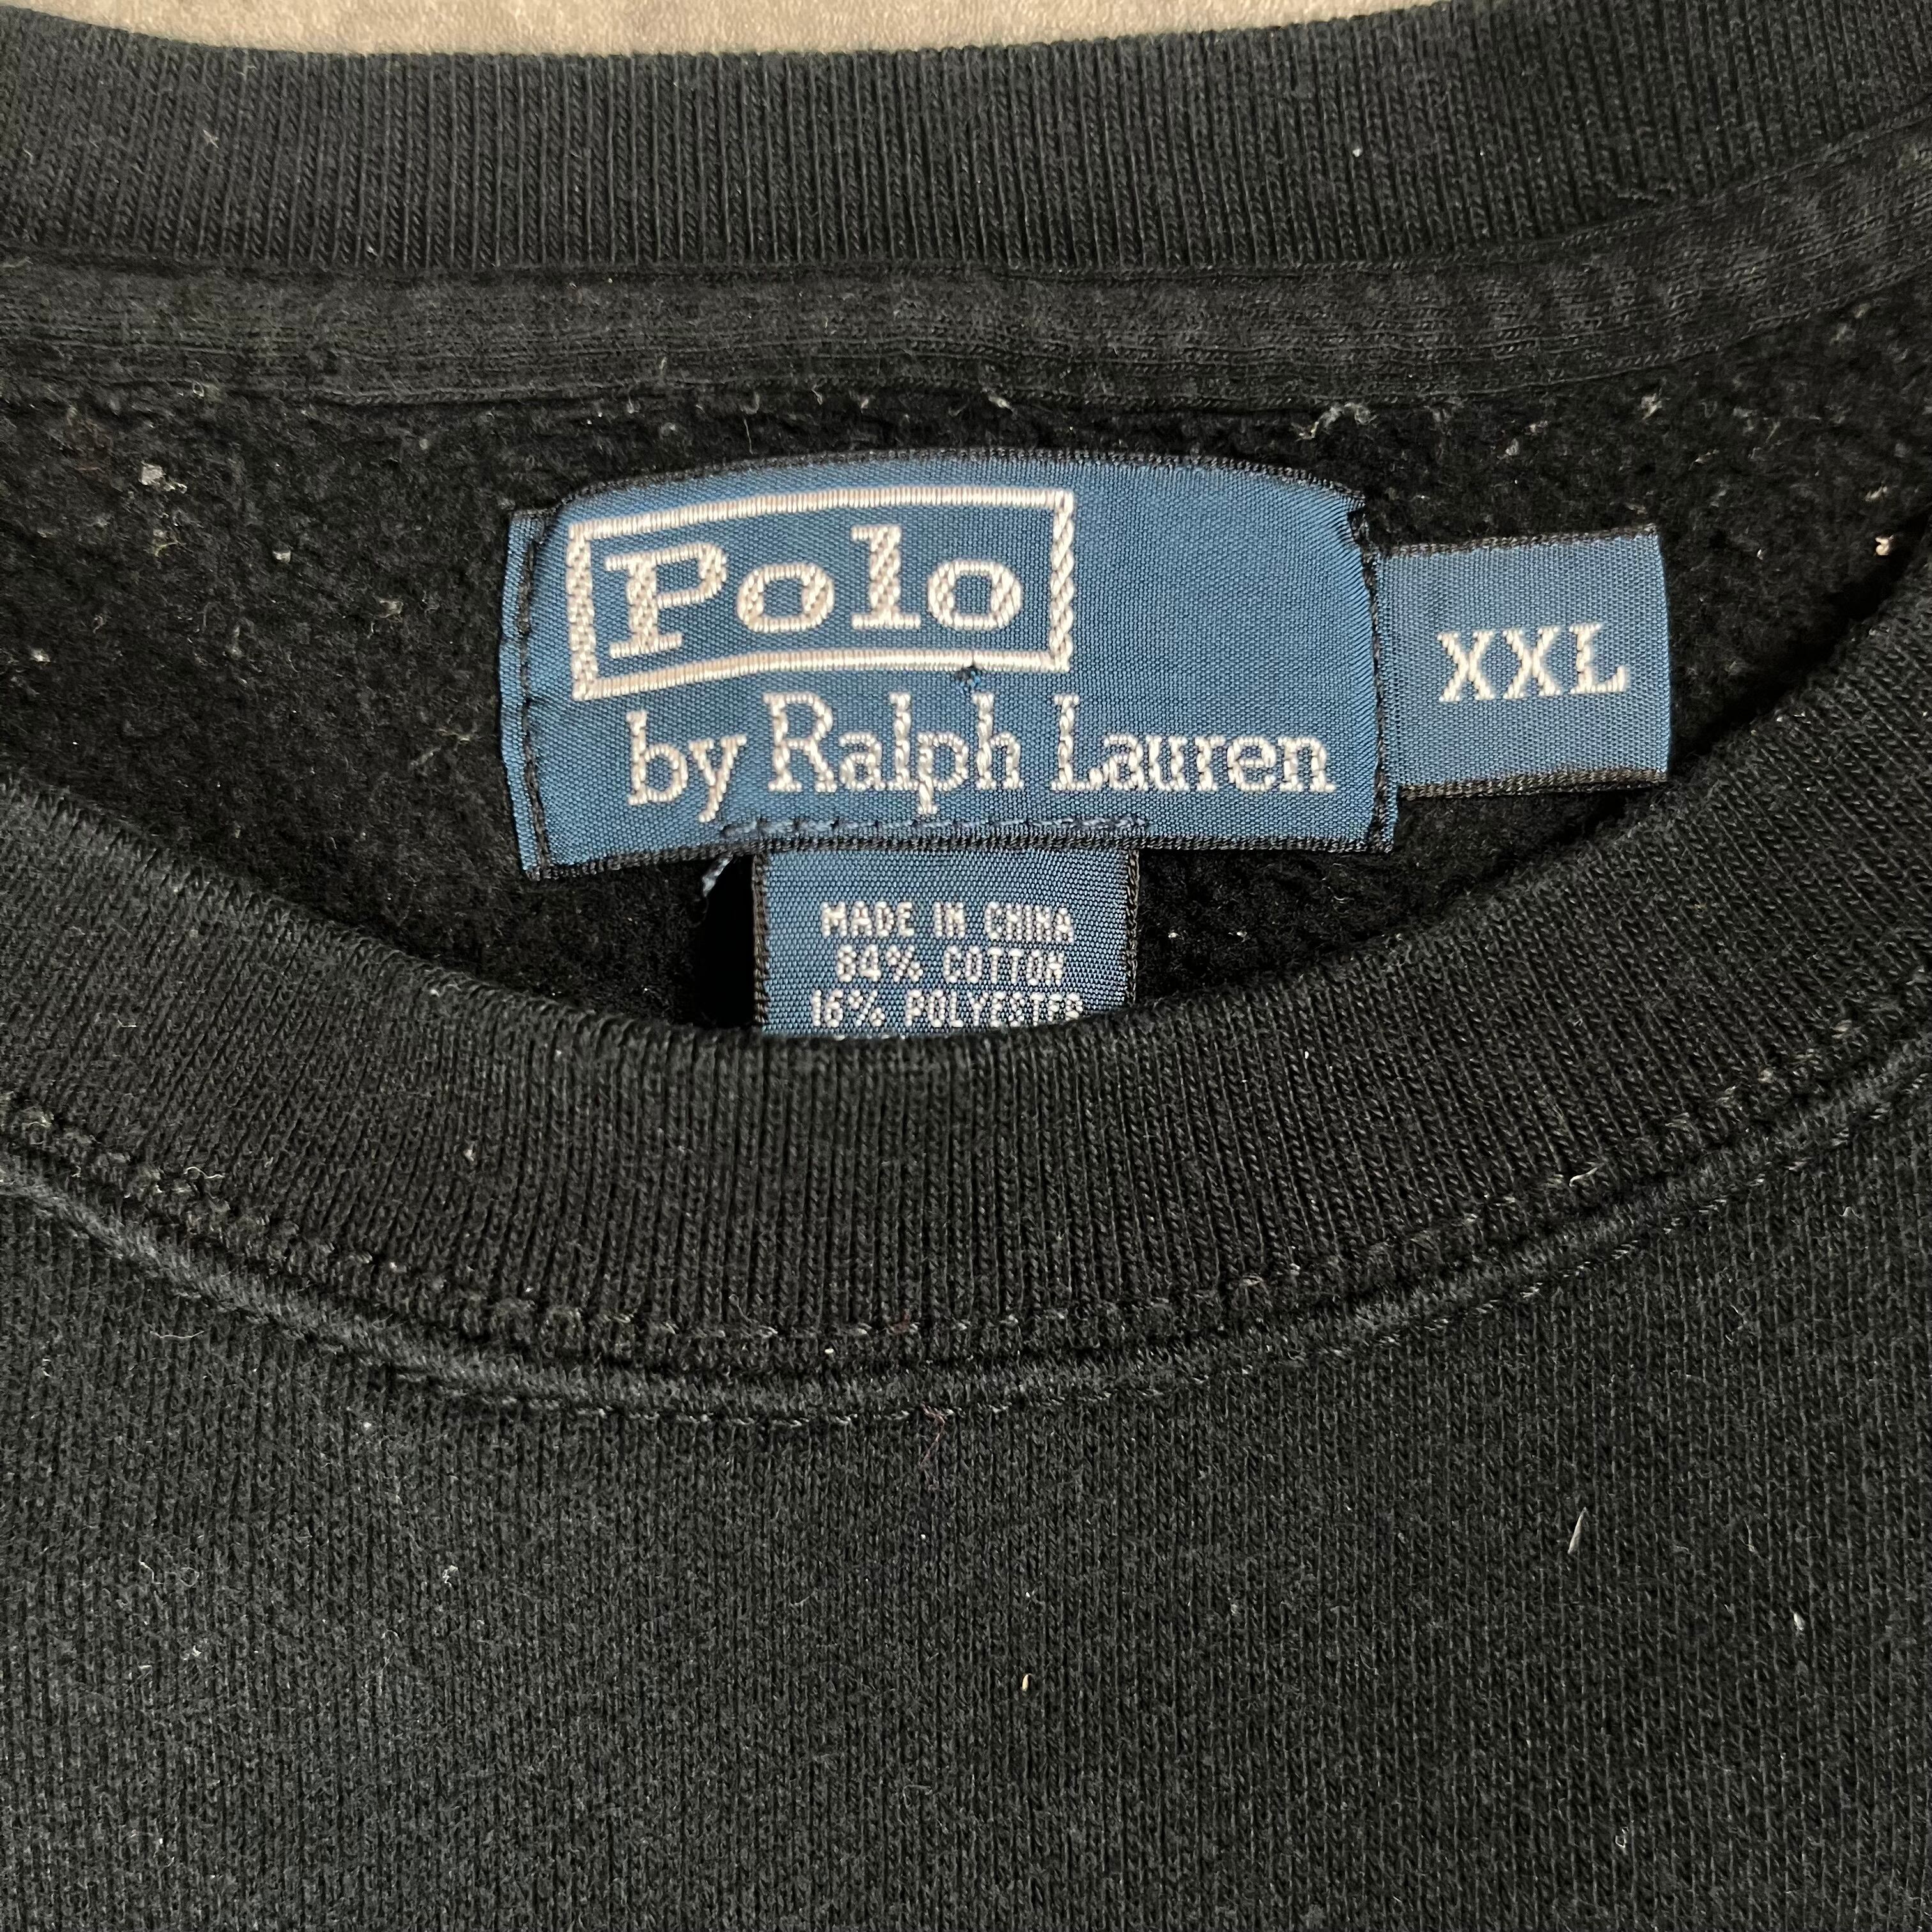 Polo
by Ralph Lauren
XXL
MADE IN CHINA
84% COTTON
16% POLYESTER